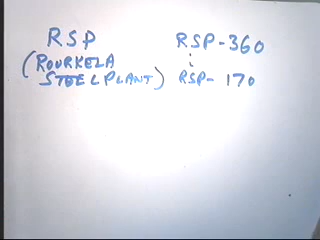 RSP
(ROURKELA
STEEL PLANT)
RSP-360
i
RSP- 170